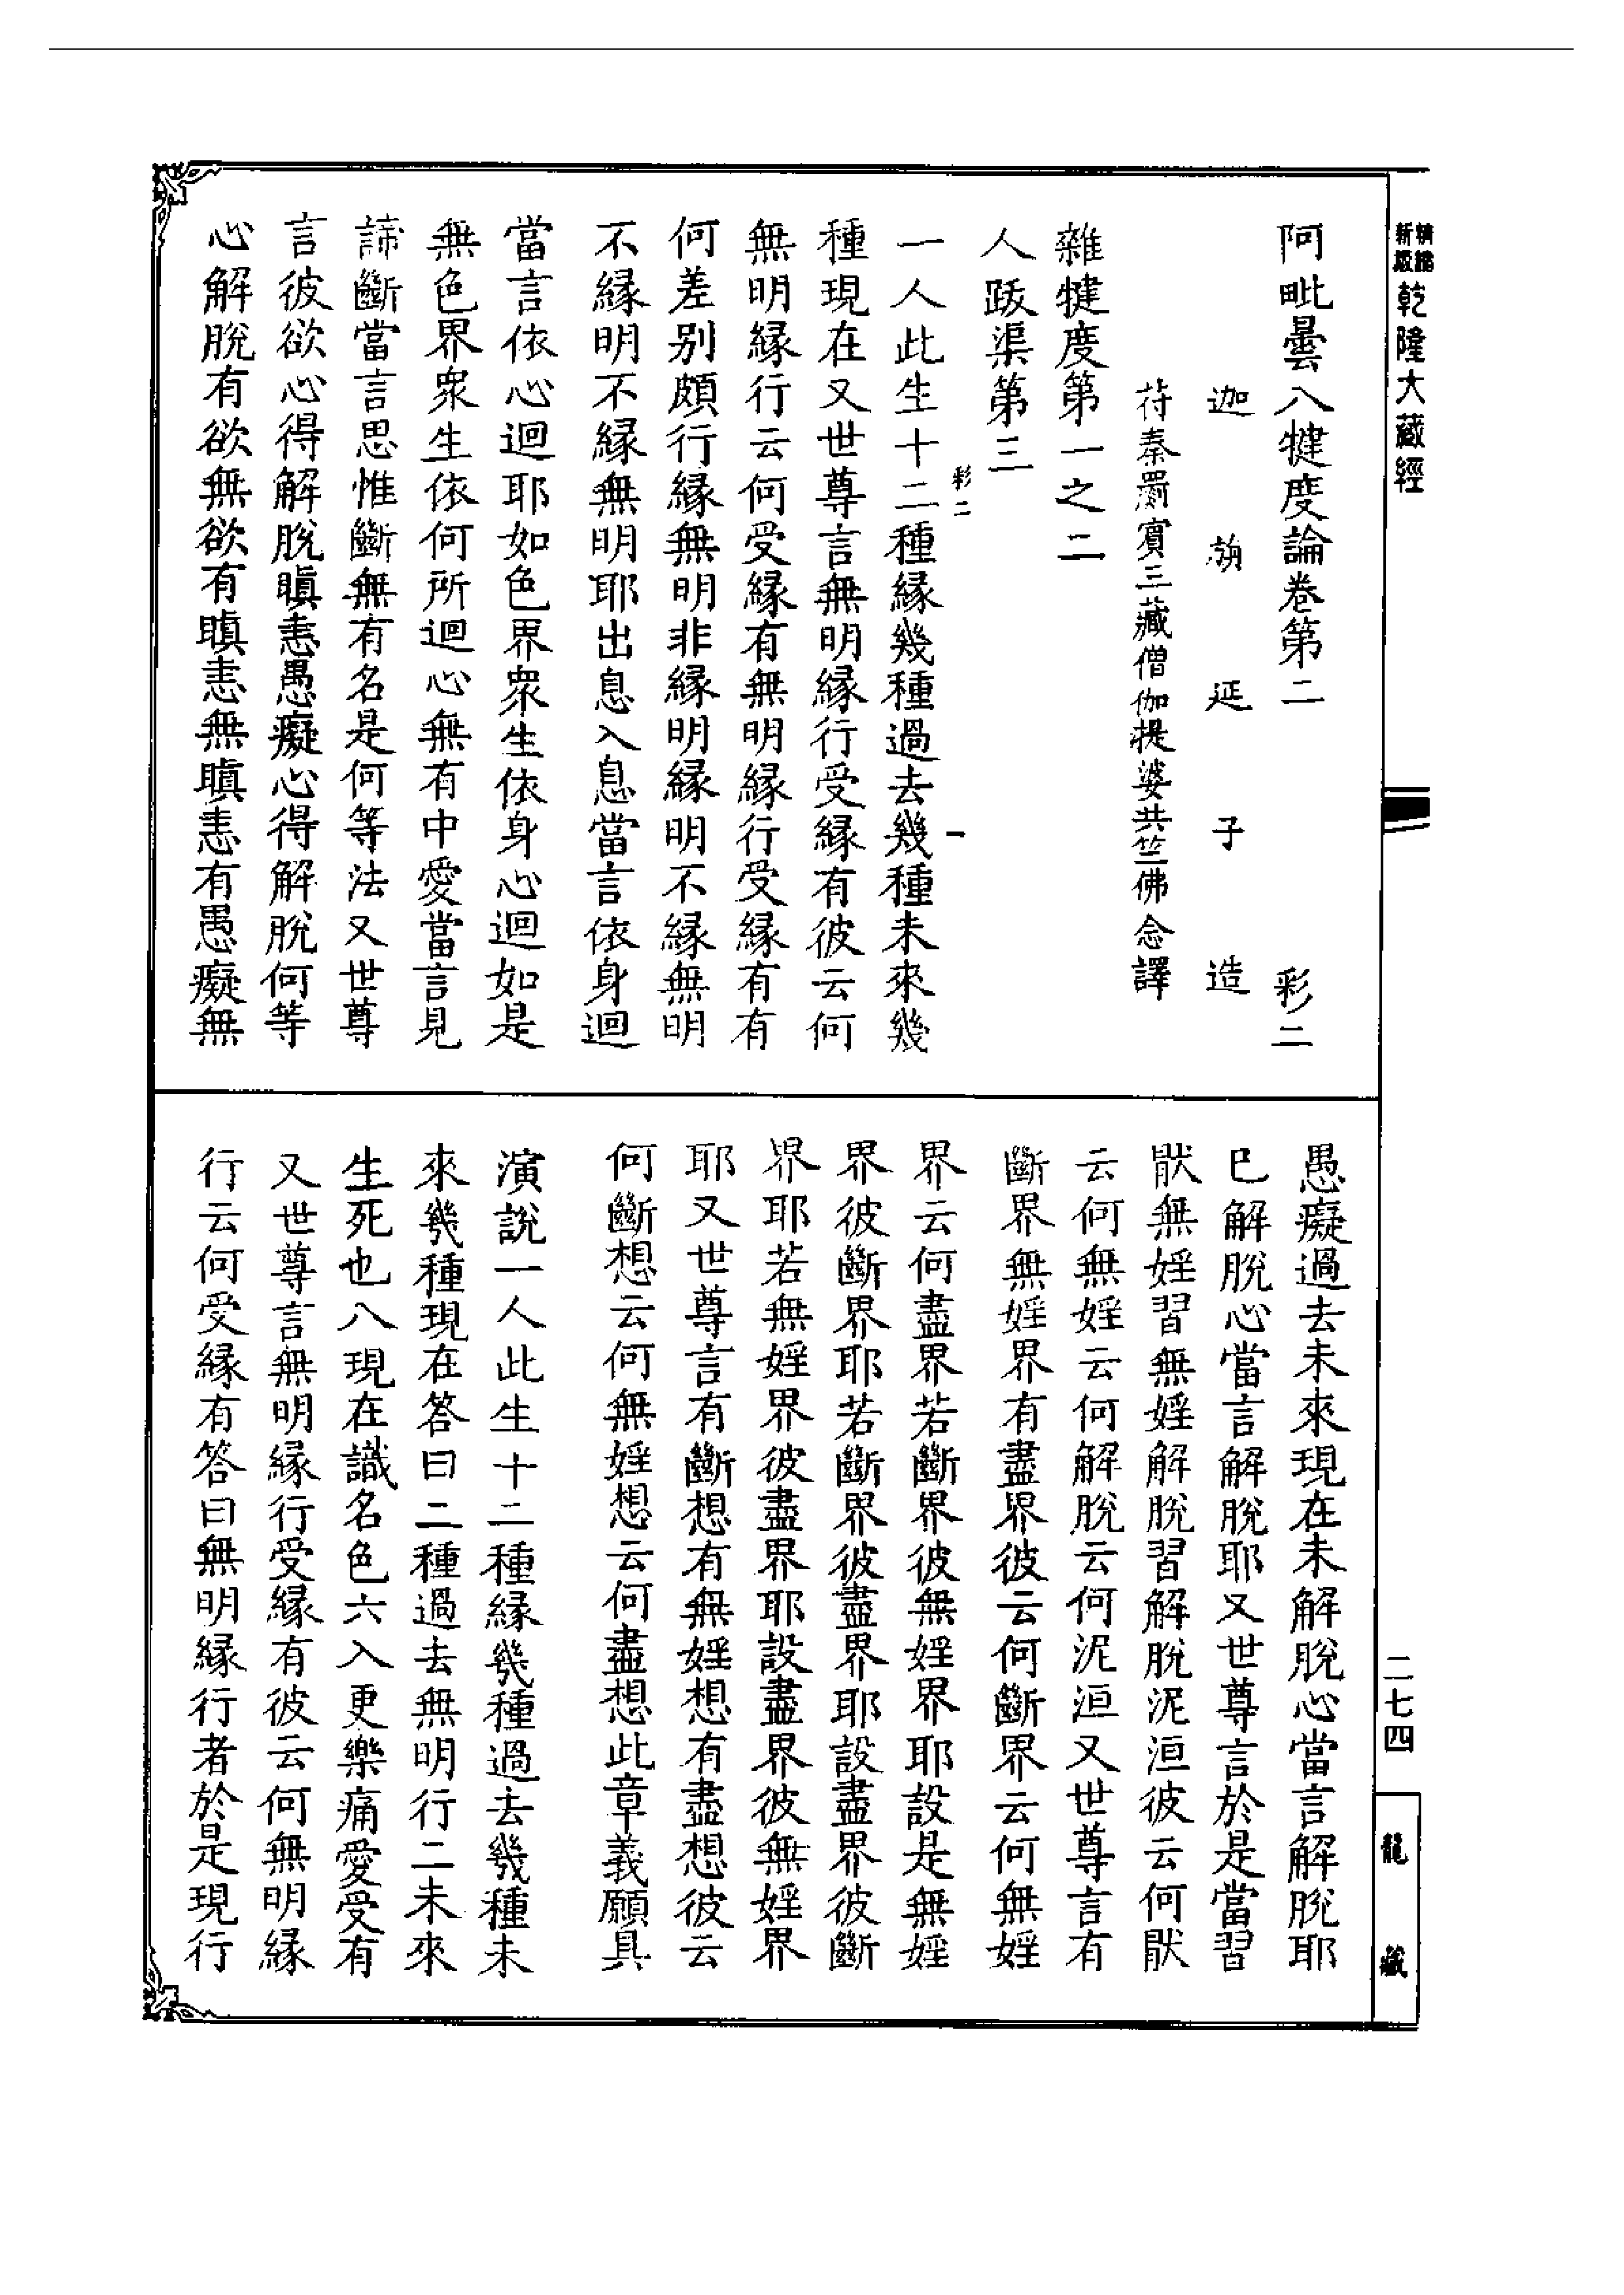 新版
乾隆大藏經
阿毗曇八犍度論卷第二　彩二
迦旃延子造
苻秦罽賓三藏僧伽提婆共竺佛念譯
雜犍度第一之二
人跋渠第三
彩二　一
一人此生十二種緣幾種過去幾種未來幾
種現在又世尊言無明緣行受緣有彼云何
無明緣行云何受緣有無明緣行受緣有有
何差別頗行緣無明非緣明緣明不緣無明
不緣明不緣無明耶出息入息當言依身迴
當言依心迴耶如色界眾生依身心迴如是
無色界眾生依何所迴心無有中愛當言見
諦斷當言思惟斷無有名是何等法又世尊
言彼欲心得解脫瞋恚愚癡心得解脫何等
心解脫有欲無欲有瞋恚無瞋恚有愚癡無
愚癡過去未來現在未解脫心當言解脫耶
已解脫心當言解脫耶又世尊言於是當習
猒無婬習無婬解脫習解脫泥洹彼云何猒
云何無婬云何解脫云何泥洹又世尊言有
斷界無婬界有盡界彼云何斷界云何無婬
界云何盡界若斷界彼無婬界耶設是無婬
界彼斷界耶若斷界彼盡界耶設盡界彼斷
界耶若無婬界彼盡界耶設盡界彼無婬界
耶又世尊言有斷想有無婬想有盡想彼云
何斷想云何無婬想云何盡想此章義願具
演說一人此生十二種緣幾種過去幾種未
來幾種現在答曰二種過去無明行二未來
生死也八現在識名色六入更樂痛愛受有
又世尊言無明緣行受緣有彼云何無明緣
行云何受緣有答曰無明緣行者於是現行
二七四
龍藏